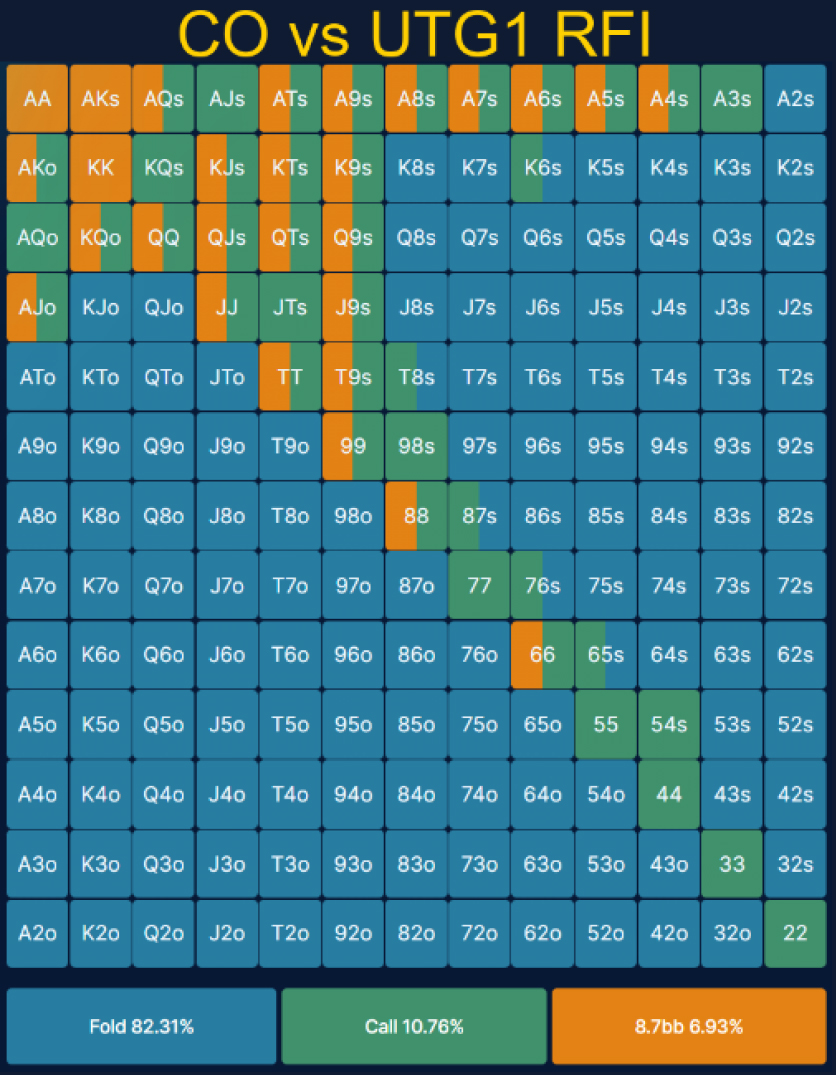 CO vs UTG1 RFI
AA AKs AQs AJs ATs A9s A8s A7s A6s A5s A4s A3s A2s
AKo KK KQs KJs KTs K9s K8s K7s K6s K5s K4s K3s K2s
AQo KQo QQ QJs QTs Q9s Q8s Q7s Q6s Q5s Q4s Q3s Q2s
AJo KJo QJo JJ JTs J9s J8s J7s J6s J5s J4s J3s J2s
ATo KTo QTo JTo TT T9s T8s T7s T6s T5s T4s T3s T2s
A9o K9o Q9o J9o T9o 99 98s 97s 96s 95s 94s 93s 92s
A8o K8o Q8o J8o T8o 98o 88 87s 86s 85s 84s 83s 82s
A7o K7o Q7o J7o T7o 97o 87o 77 76s 75s 74s 73s 72s
A6o K6o Q6o J6o T6o 96o 86o 76o 66 65s 64s 63s 62s
A5o K5o Q5o J5o T5o 95o 85o 75o 65o 55 54s 53s 52s
A4o K4o Q4o J4o T4o 94o 84o 74o 64o 54o 44 43s 42s
A3o K3o Q3o J3o T3o 93o 83o 73o 63o 53o 43o 33 32s
A2o K2o Q2o J2o T2o 92o 82o 72o 62o 52o 42o 32o 22
Fold 82.31% Call 10.76% 8.7bb 6.93%